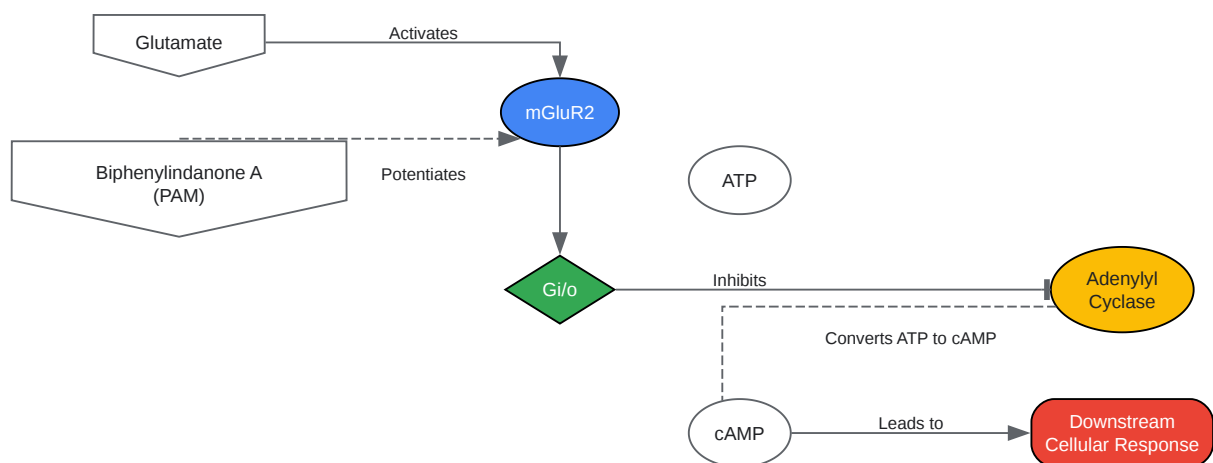 Glutamate
Activates
mGluR2
Biphenylindanone A
(PAM)
Potentiates
ATP
Gi/o
Inhibits
Adenylyl
Cyclase
Converts ATP to cAMP
cAMP
Leads to
Downstream
Cellular Response